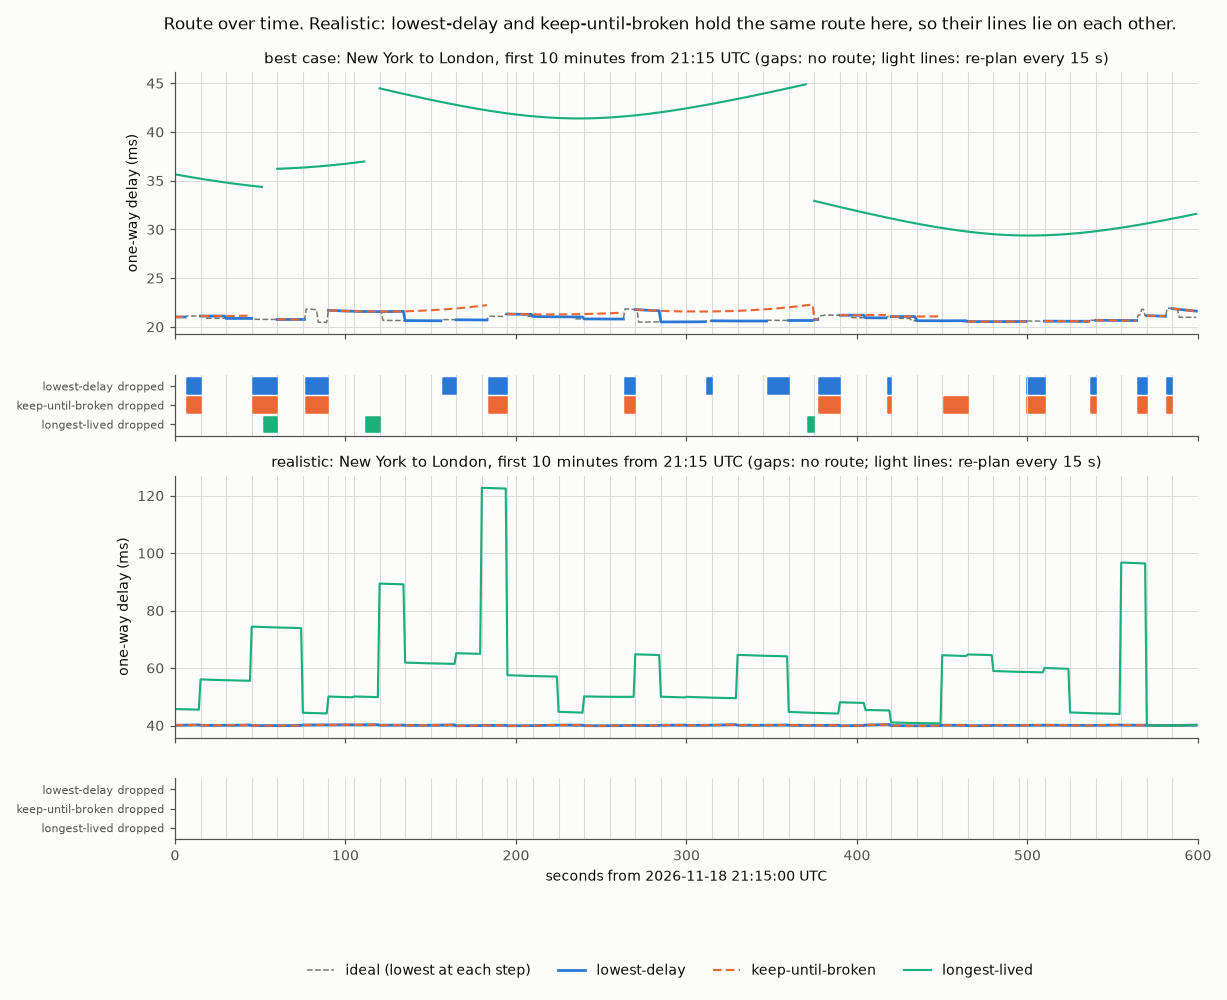 Route over time. Realistic: lowest-delay and keep-until-broken hold the same route here, so their lines lie on each other.
best case: New York to London, first 10 minutes from 21:15 UTC (gaps: no route; light lines: re-plan every 15 s)
one-way delay (ms)
45
40
35
30
25
20
lowest-delay dropped
keep-until-broken dropped
longest-lived dropped
realistic: New York to London, first 10 minutes from 21:15 UTC (gaps: no route; light lines: re-plan every 15 s)
one-way delay (ms)
120
100
80
60
40
lowest-delay dropped
keep-until-broken dropped
longest-lived dropped
0 100 200 300 400 500 600
seconds from 2026-11-18 21:15:00 UTC
ideal (lowest at each step) lowest-delay keep-until-broken longest-lived